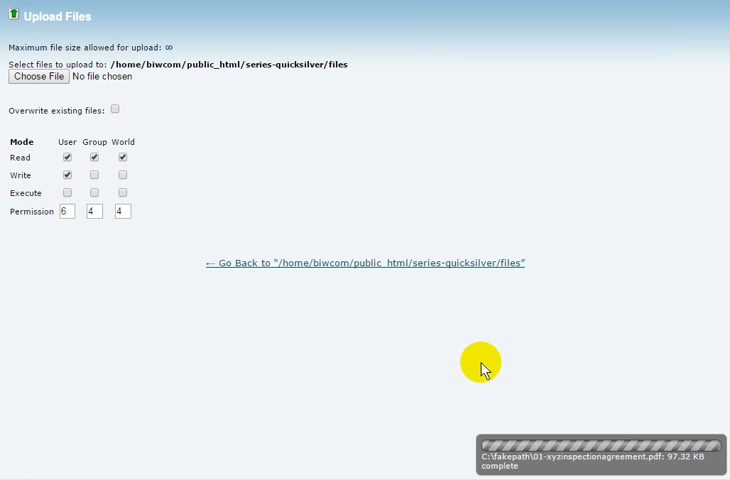 Upload Files
Maximum file size allowed for upload: ∞
Select files to upload to: /home/biwcom/public_html/series-quicksilver/files
Choose File No file chosen
Overwrite existing files:
Mode User Group World
Read
Write
Execute
Permission 6 4 4
← Go Back to “/home/biwcom/public_html/series-quicksilver/files”
C:\fakepath\01-xyzinspectionagreement.pdf: 97.32 KB
complete